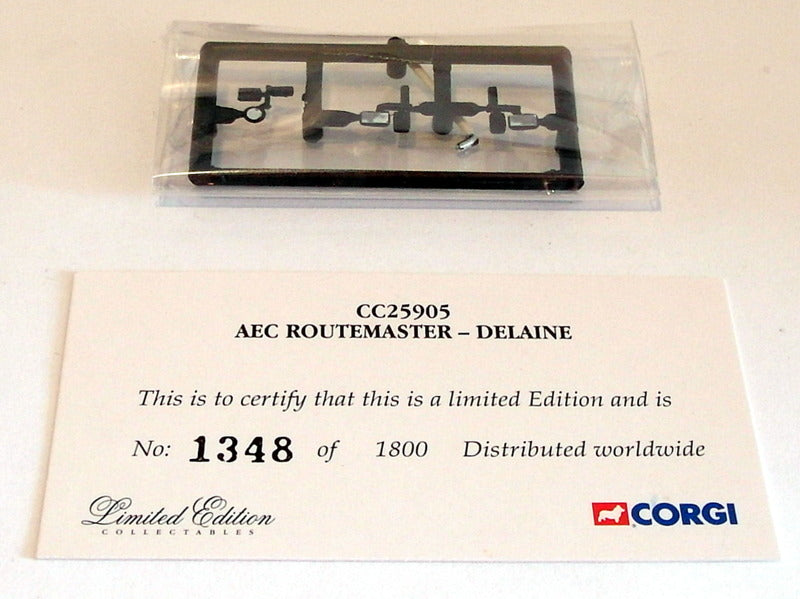 CC25905
AEC ROUTEMASTER – DELAINE
This is to certify that this is a limited Edition and is
No: 1348 of 1800 Distributed worldwide
Limited Edition
COLLECTABLES
CORGI